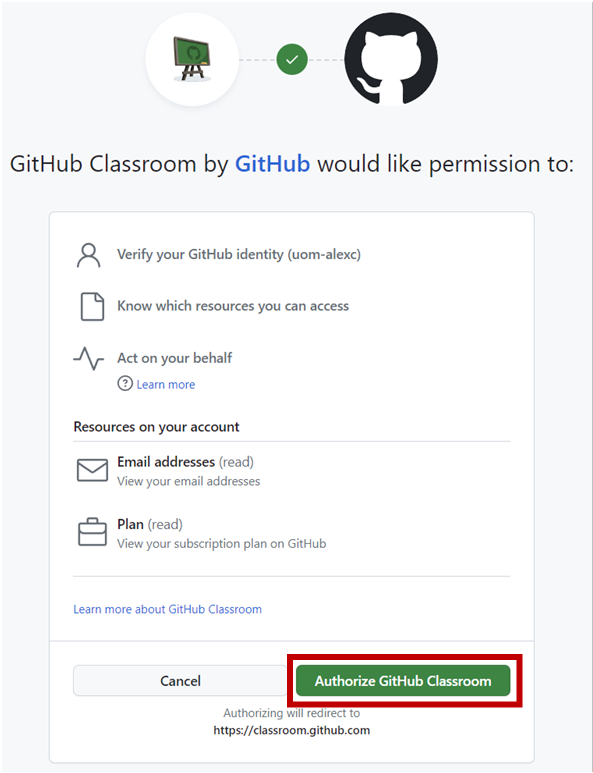 GitHub Classroom by GitHub would like permission to:
Verify your GitHub identity (uom-alexc)
Know which resources you can access
Act on your behalf
Learn more
Resources on your account
Email addresses (read)
View your email addresses
Plan (read)
View your subscription plan on GitHub
Learn more about GitHub Classroom
Cancel
Authorize GitHub Classroom
Authorizing will redirect to
https://classroom.github.com